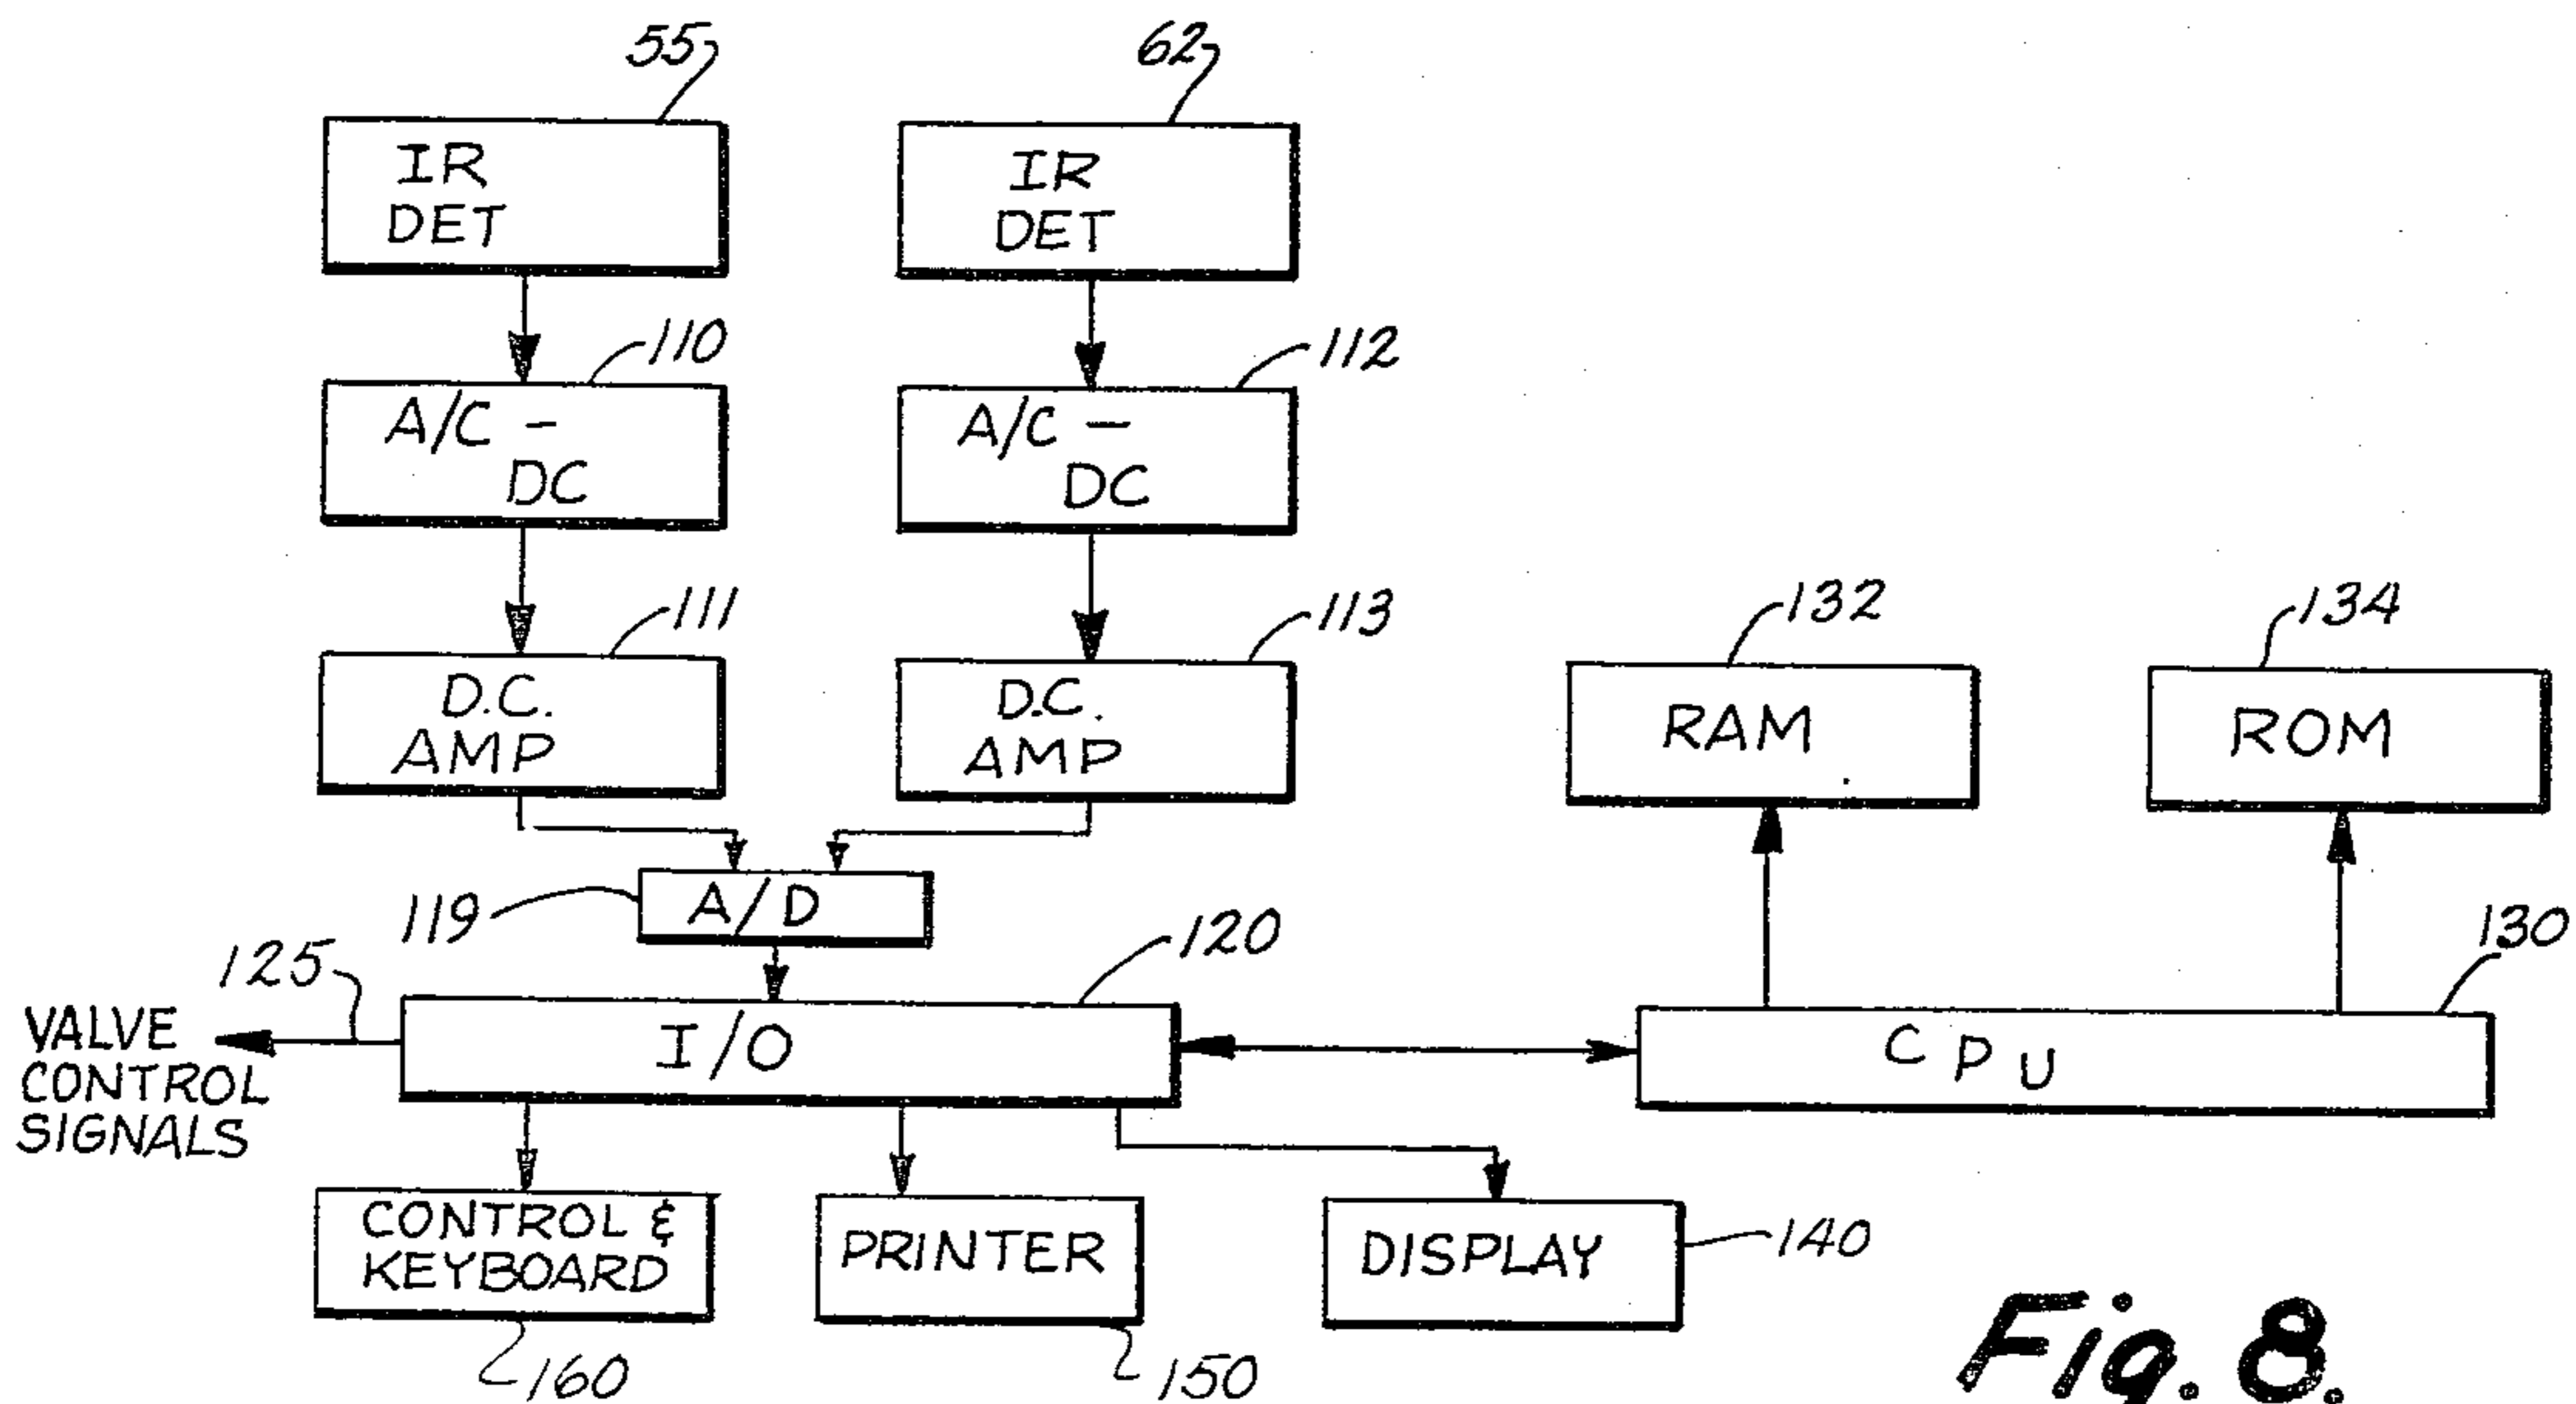 55
62
IR
DET
IR
DET
110
112
A/C -
DC
A/C -
DC
111
113
132
134
D.C.
AMP
D.C.
AMP
RAM
ROM
119
A/D
120
130
125
VALVE
CONTROL
SIGNALS
I/O
CPU
CONTROL &
KEYBOARD
PRINTER
DISPLAY
140
160
150
Fig. 8.